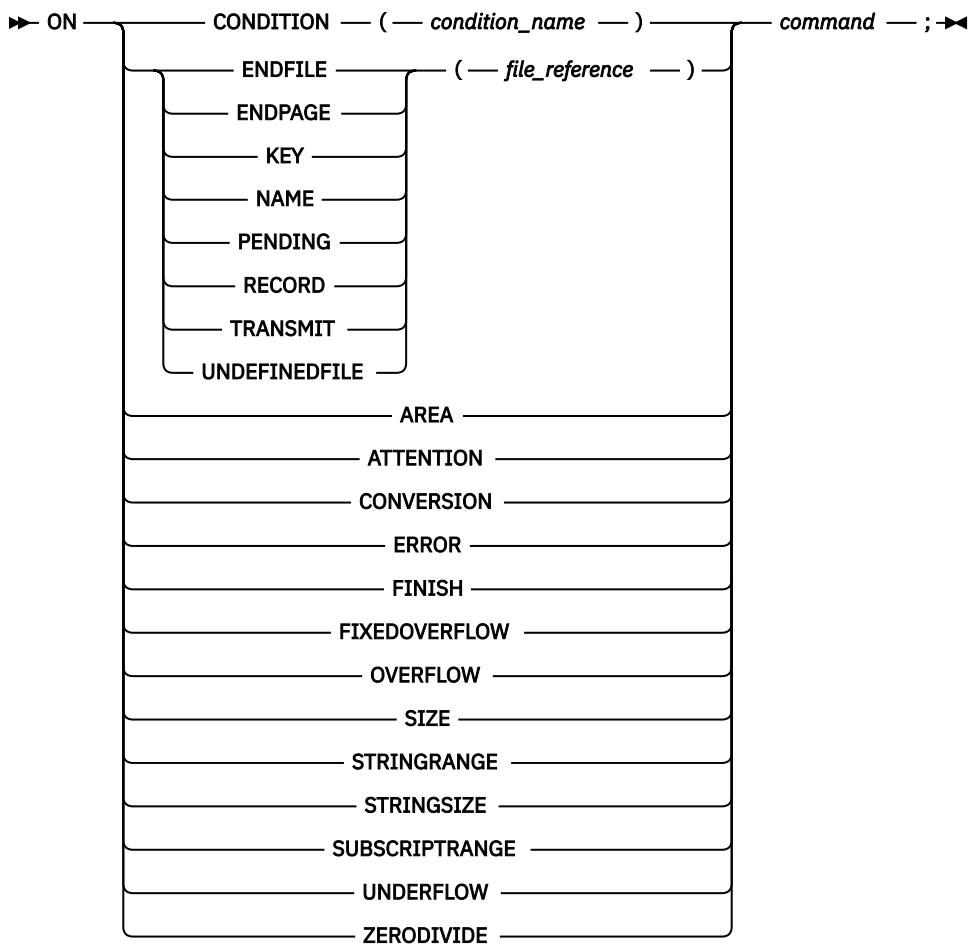 ON CONDITION ( condition_name ) command ;
ENDFILE ( file_reference )
ENDPAGE
KEY
NAME
PENDING
RECORD
TRANSMIT
UNDEFINEDFILE
AREA
ATTENTION
CONVERSION
ERROR
FINISH
FIXEDOVERFLOW
OVERFLOW
SIZE
STRINGRANGE
STRINGSIZE
SUBSCRIPTRANGE
UNDERFLOW
ZERODIVIDE